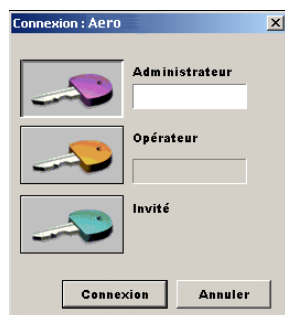 Connexion : Aero
Administrateur
Opérateur
Invité
Connexion
Annuler